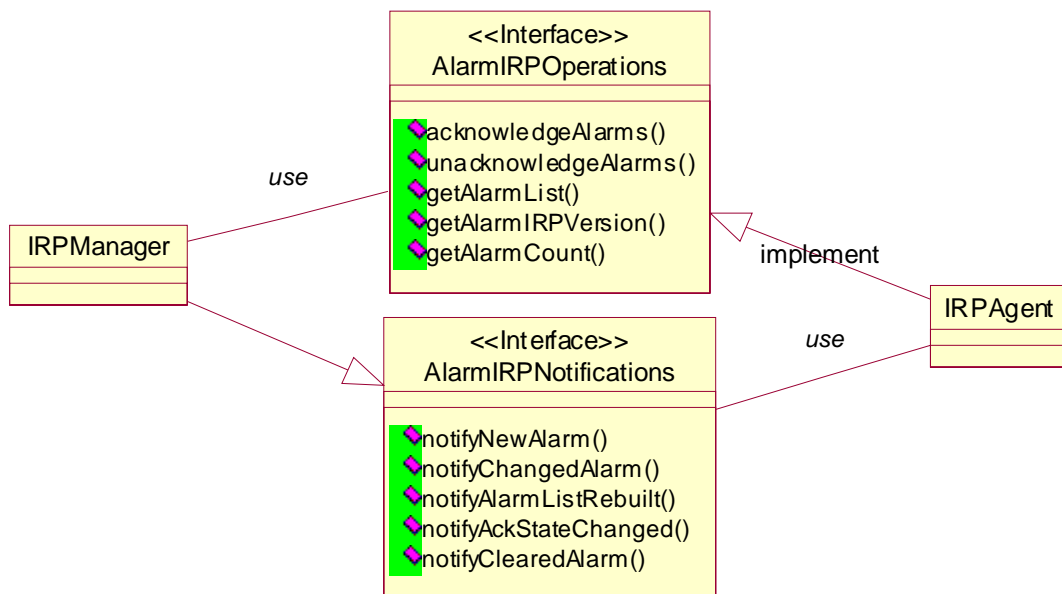 <<Interface>>
AlarmIRPOperations
acknowledgeAlarms()
unacknowledgeAlarms()
getAlarmList()
getAlarmIRPVersion()
getAlarmCount()
use
IRPManager
implement
IRPAgent
<<Interface>>
AlarmIRPNotifications
use
notifyNewAlarm()
notifyChangedAlarm()
notifyAlarmListRebuilt()
notifyAckStateChanged()
notifyClearedAlarm()